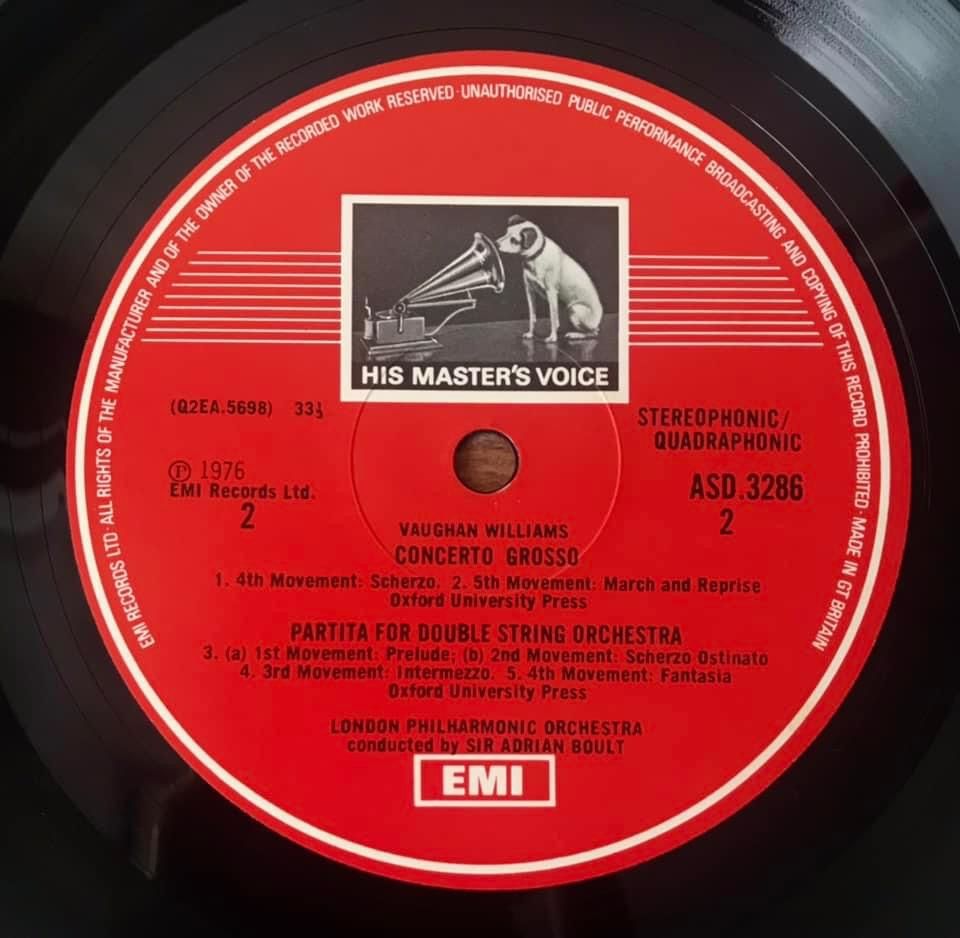 EMI RECORDS LTD · ALL RIGHTS OF THE MANUFACTURER AND OF THE OWNER OF THE RECORDED WORK RESERVED · UNAUTHORISED PUBLIC PERFORMANCE BROADCASTING AND COPYING OF THIS RECORD PROHIBITED · MADE IN GT BRITAIN
HIS MASTER'S VOICE
(Q2EA.5698) 33⅓
STEREOPHONIC/
QUADRAPHONIC
Ⓟ 1976
EMI Records Ltd.
2
ASD.3286
2
VAUGHAN WILLIAMS
CONCERTO GROSSO
1. 4th Movement: Scherzo. 2. 5th Movement: March and Reprise
Oxford University Press
PARTITA FOR DOUBLE STRING ORCHESTRA
3. (a) 1st Movement: Prelude; (b) 2nd Movement: Scherzo Ostinato
4. 3rd Movement: Intermezzo. 5. 4th Movement: Fantasia
Oxford University Press
LONDON PHILHARMONIC ORCHESTRA
conducted by SIR ADRIAN BOULT
EMI